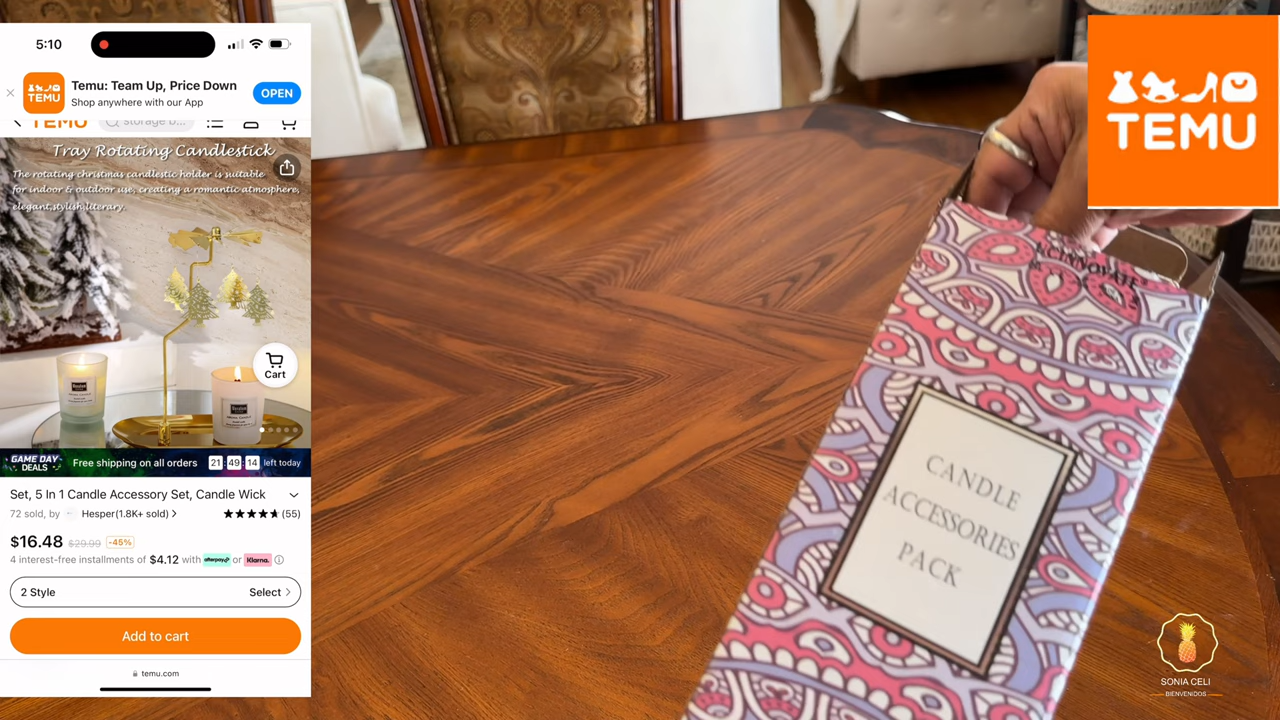 5:10
Temu: Team Up, Price Down
Shop anywhere with our App
OPEN
TEMU
TEMU
storage b...
Tray Rotating Candlestick
The rotating christmas candlestic holder is suitable
for indoor & outdoor use, creating a romantic atmosphere,
elegant,stylish,literary.
Cart
GAME DAY
DEALS
Free shipping on all orders
21:49:14 left today
Set, 5 In 1 Candle Accessory Set, Candle Wick
72 sold, by Hesper(1.8K+ sold)
(55)
$16.48 $29.99 -45%
4 interest-free installments of $4.12 with afterpay or Klarna.
2 Style
Select
Add to cart
temu.com
TEMU
CANDLE
ACCESSORIES
PACK
SONIA CELI
BIENVENIDOS